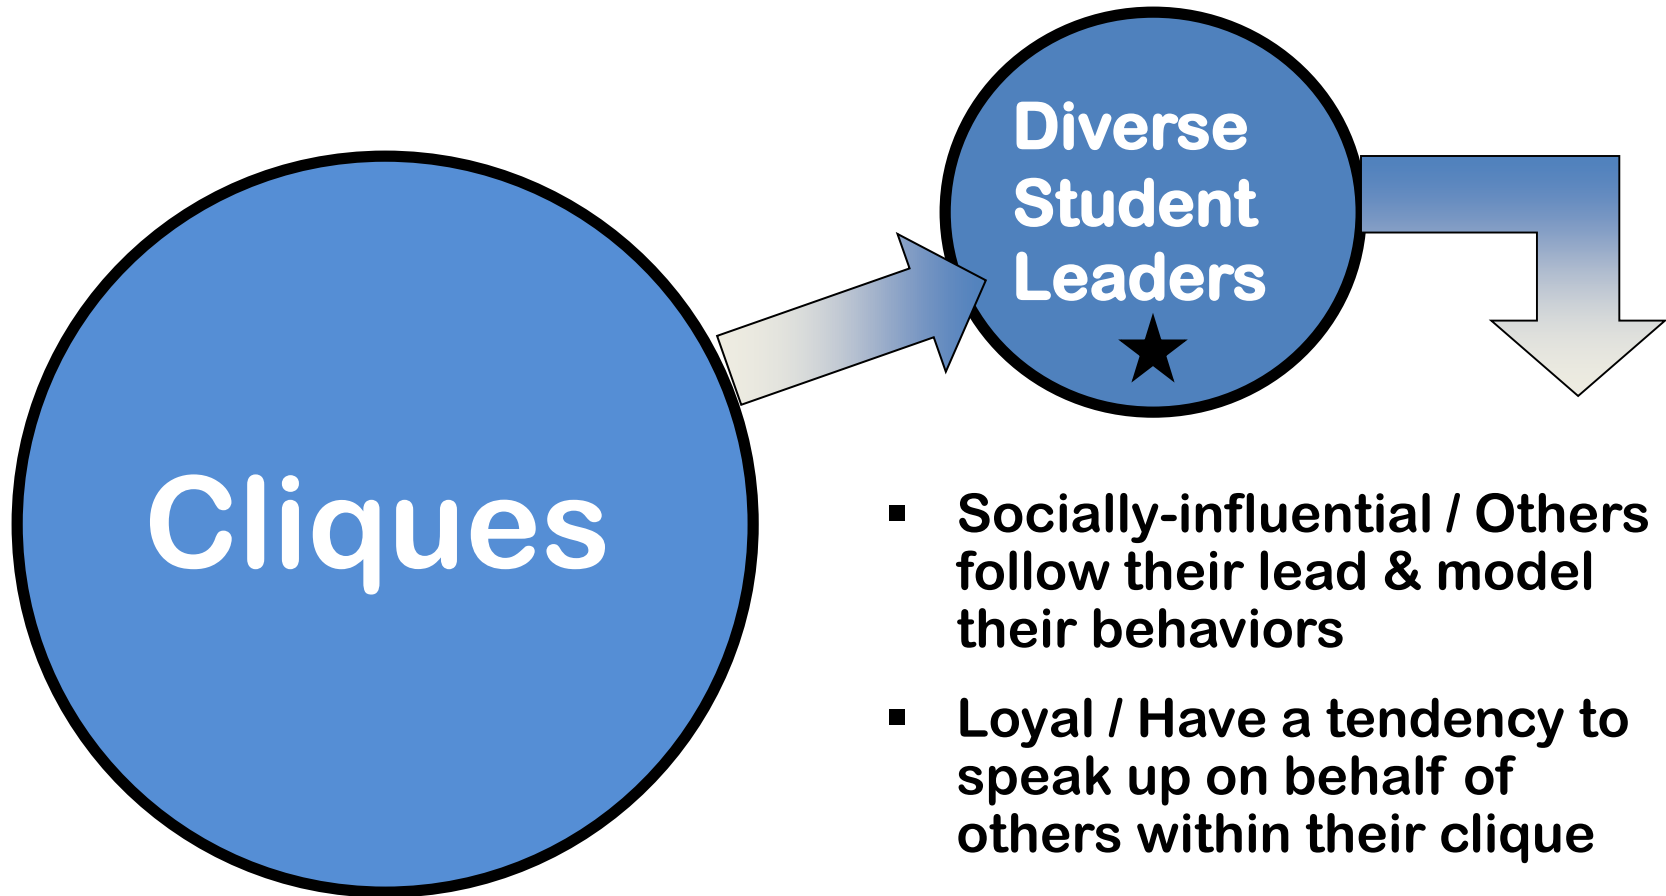 Diverse
Student
Leaders
Cliques
▪ Socially-influential / Others
follow their lead & model
their behaviors
▪ Loyal / Have a tendency to
speak up on behalf of
others within their clique